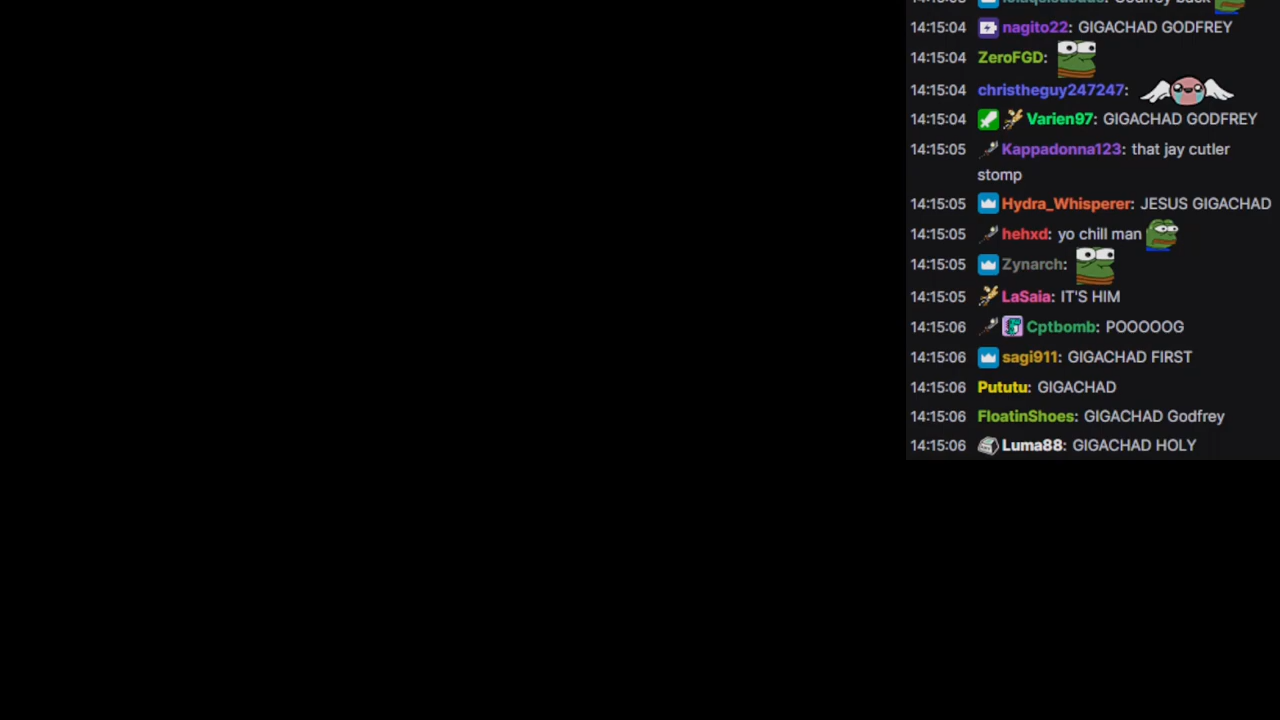 Godfrey back
14:15:04 nagito22: GIGACHAD GODFREY
14:15:04 ZeroFGD:
14:15:04 christheguy247247:
14:15:04 Varien97: GIGACHAD GODFREY
14:15:05 Kappadonna123: that jay cutler
stomp
14:15:05 Hydra_Whisperer: JESUS GIGACHAD
14:15:05 hehxd: yo chill man
14:15:05 Zynarch:
14:15:05 LaSaia: IT'S HIM
14:15:06 Cptbomb: POOOOOG
14:15:06 sagi911: GIGACHAD FIRST
14:15:06 Pututu: GIGACHAD
14:15:06 FloatinShoes: GIGACHAD Godfrey
14:15:06 Luma88: GIGACHAD HOLY